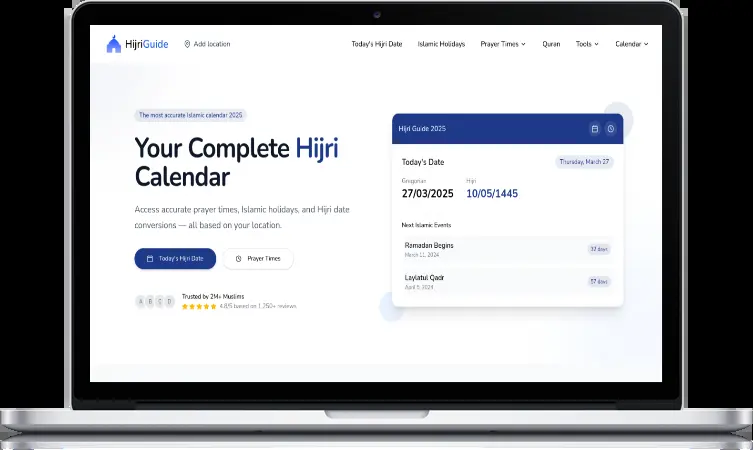 HijriGuide
Add location
Today's Hijri Date
Islamic Holidays
Prayer Times
Quran
Tools
Calendar
The most accurate Islamic calendar 2025
Your Complete Hijri
Calendar
Access accurate prayer times, Islamic holidays, and Hijri date
conversions — all based on your location.
Today's Hijri Date
Prayer Times
A B C D
Trusted by 2M+ Muslims
4.8/5 based on 1,250+ reviews
Hijri Guide 2025
Today's Date
Thursday, March 27
Gregorian
Hijri
27/03/2025
10/05/1445
Next Islamic Events
Ramadan Begins
March 11, 2024
32 days
Laylatul Qadr
April 5, 2024
57 days